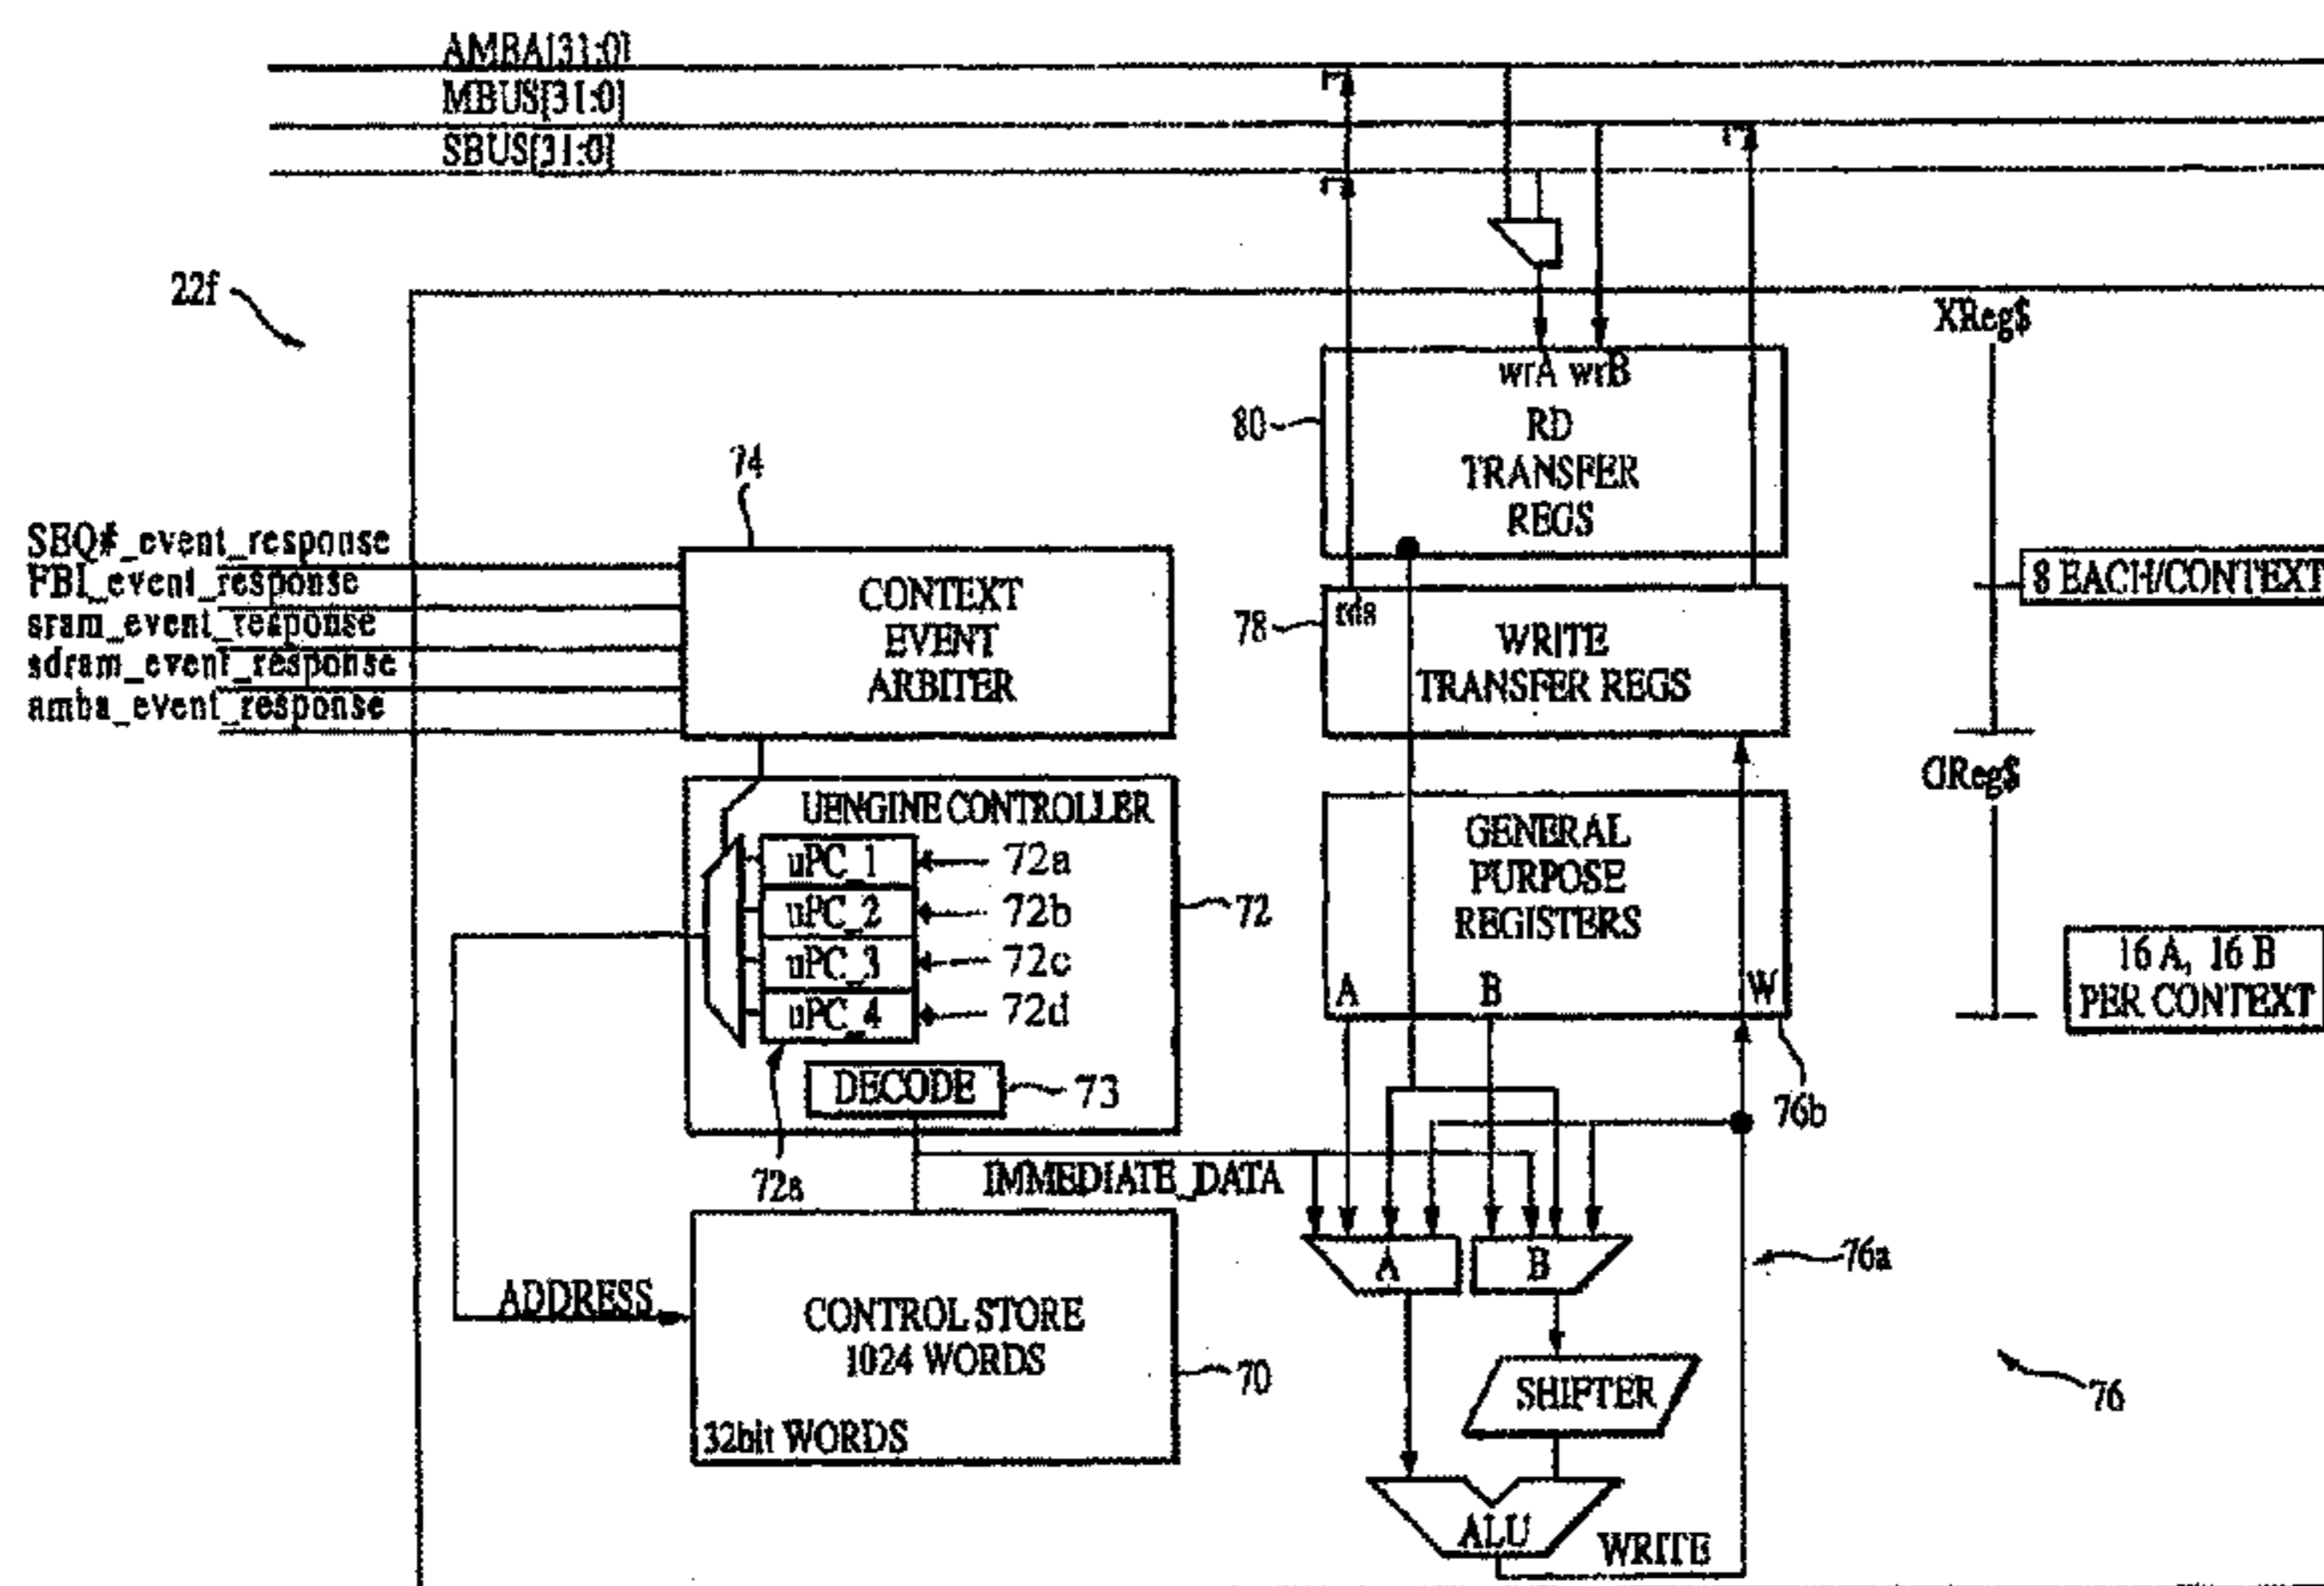 AMBA[31:0]
MBUS[31:0]
SBUS[31:0]
22f
XReg$
wrA wrB
RD
TRANSFER
REGS
80
74
SEQ#_event_response
FBI_event_response
sram_event_response
sdram_event_response
amba_event_response
CONTEXT
EVENT
ARBITER
8 EACH/CONTEXT
78
WRITE
TRANSFER REGS
GReg$
UENGINE CONTROLLER
uPC_1
72a
uPC_2
72b
uPC_3
72c
uPC_4
72d
72
DECODE
73
72a
GENERAL
PURPOSE
REGISTERS
A
B
W
16 A, 16 B
PER CONTEXT
76b
IMMEDIATE_DATA
A
B
76a
ADDRESS
CONTROL STORE
1024 WORDS
32bit WORDS
70
SHIFTER
76
ALU
WRITE